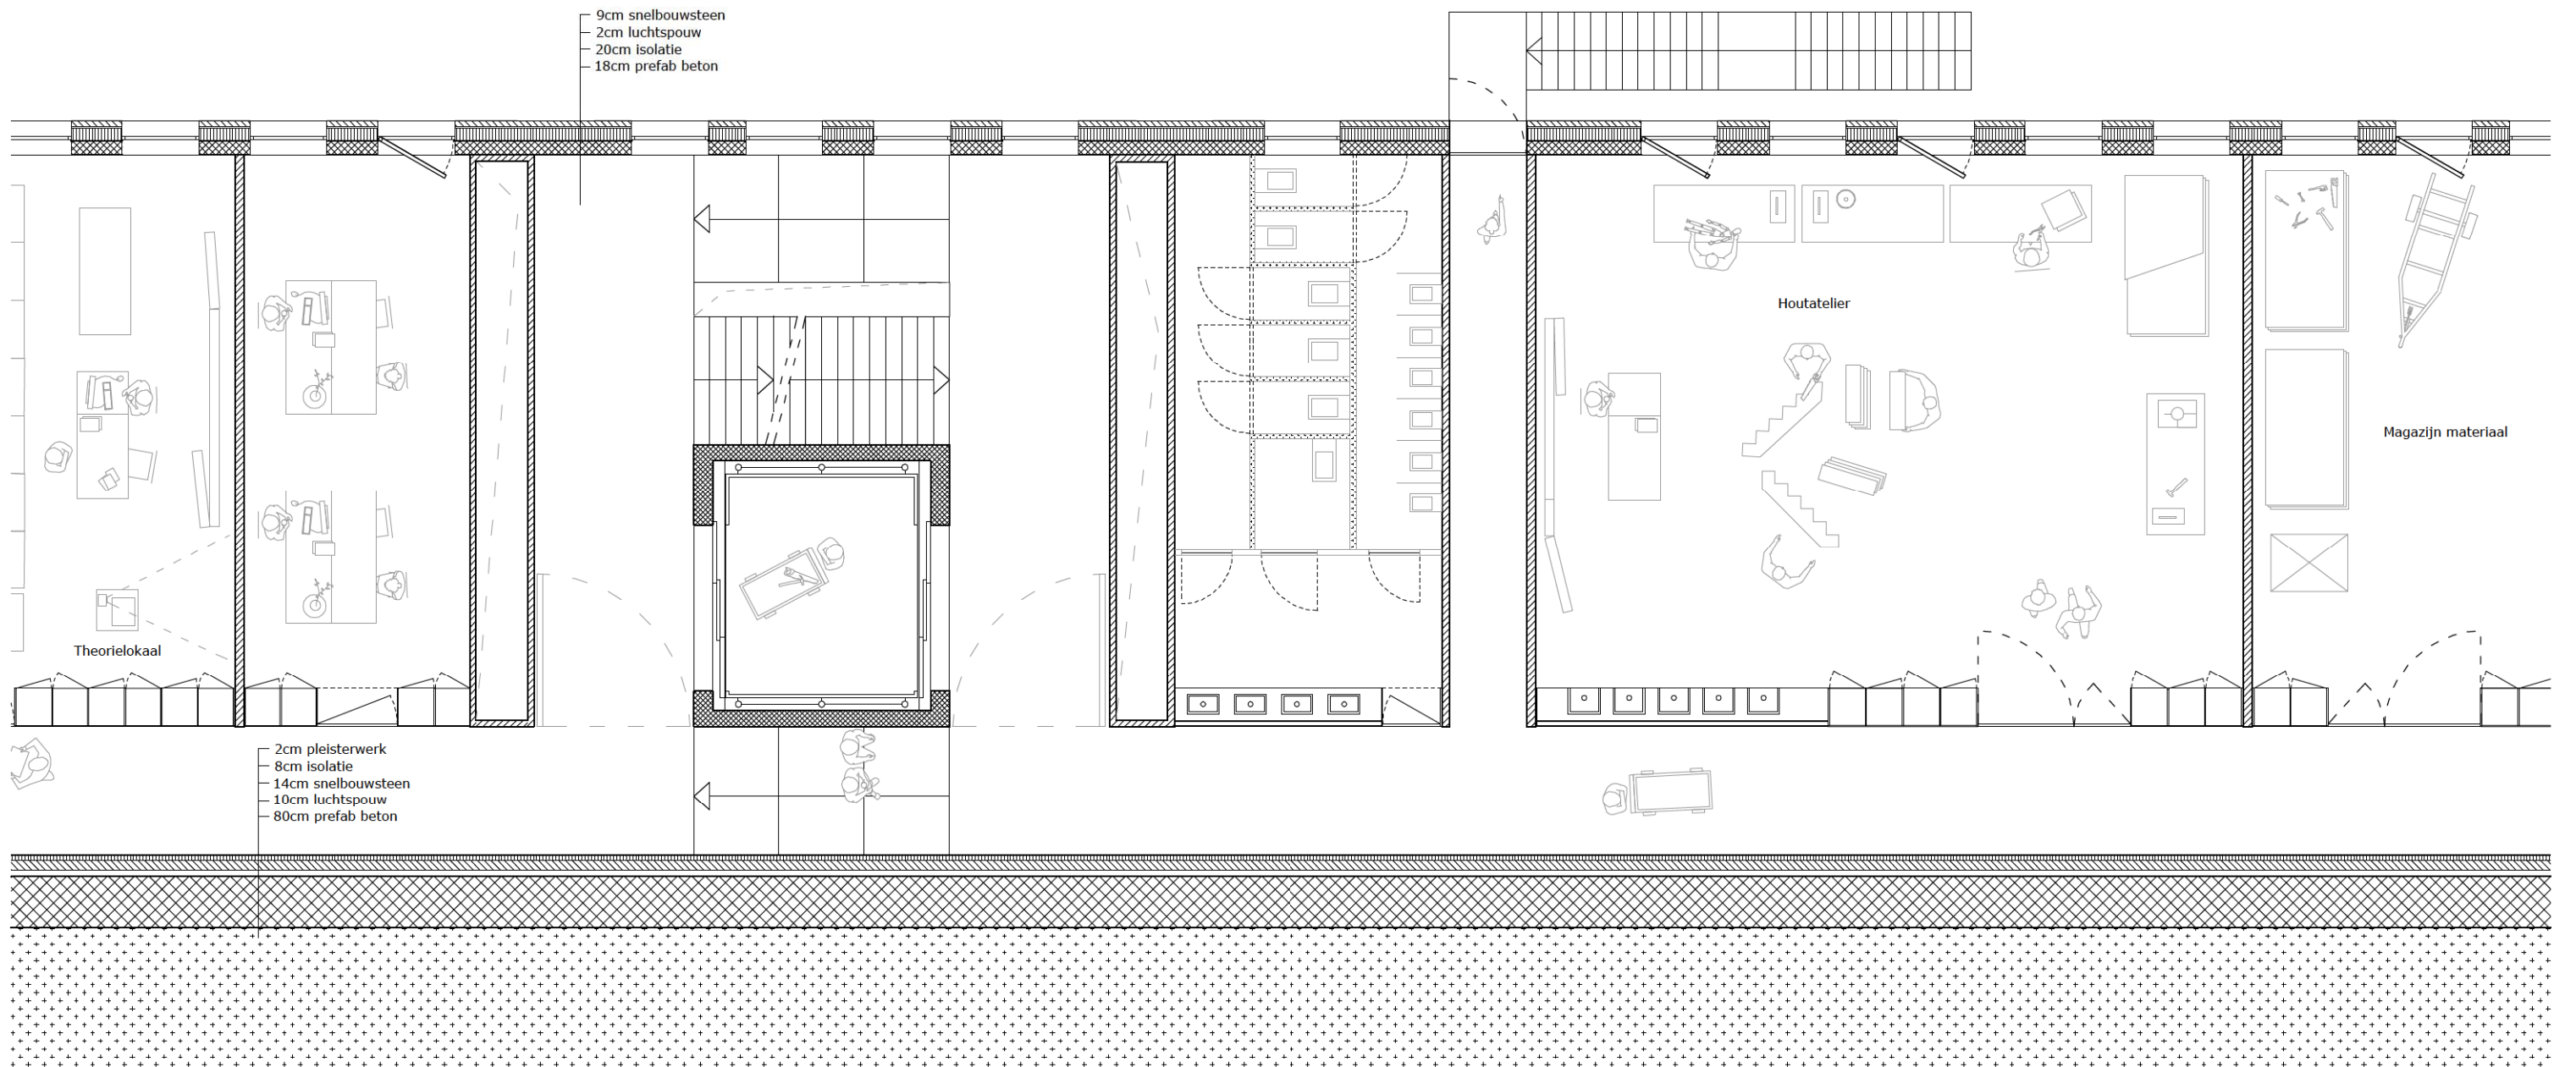 9cm snelbouwsteen
2cm luchtspouw
20cm isolatie
18cm prefab beton
Houtatelier
Magazijn materiaal
Theorielokaal
2cm pleisterwerk
8cm isolatie
14cm snelbouwsteen
10cm luchtspouw
80cm prefab beton